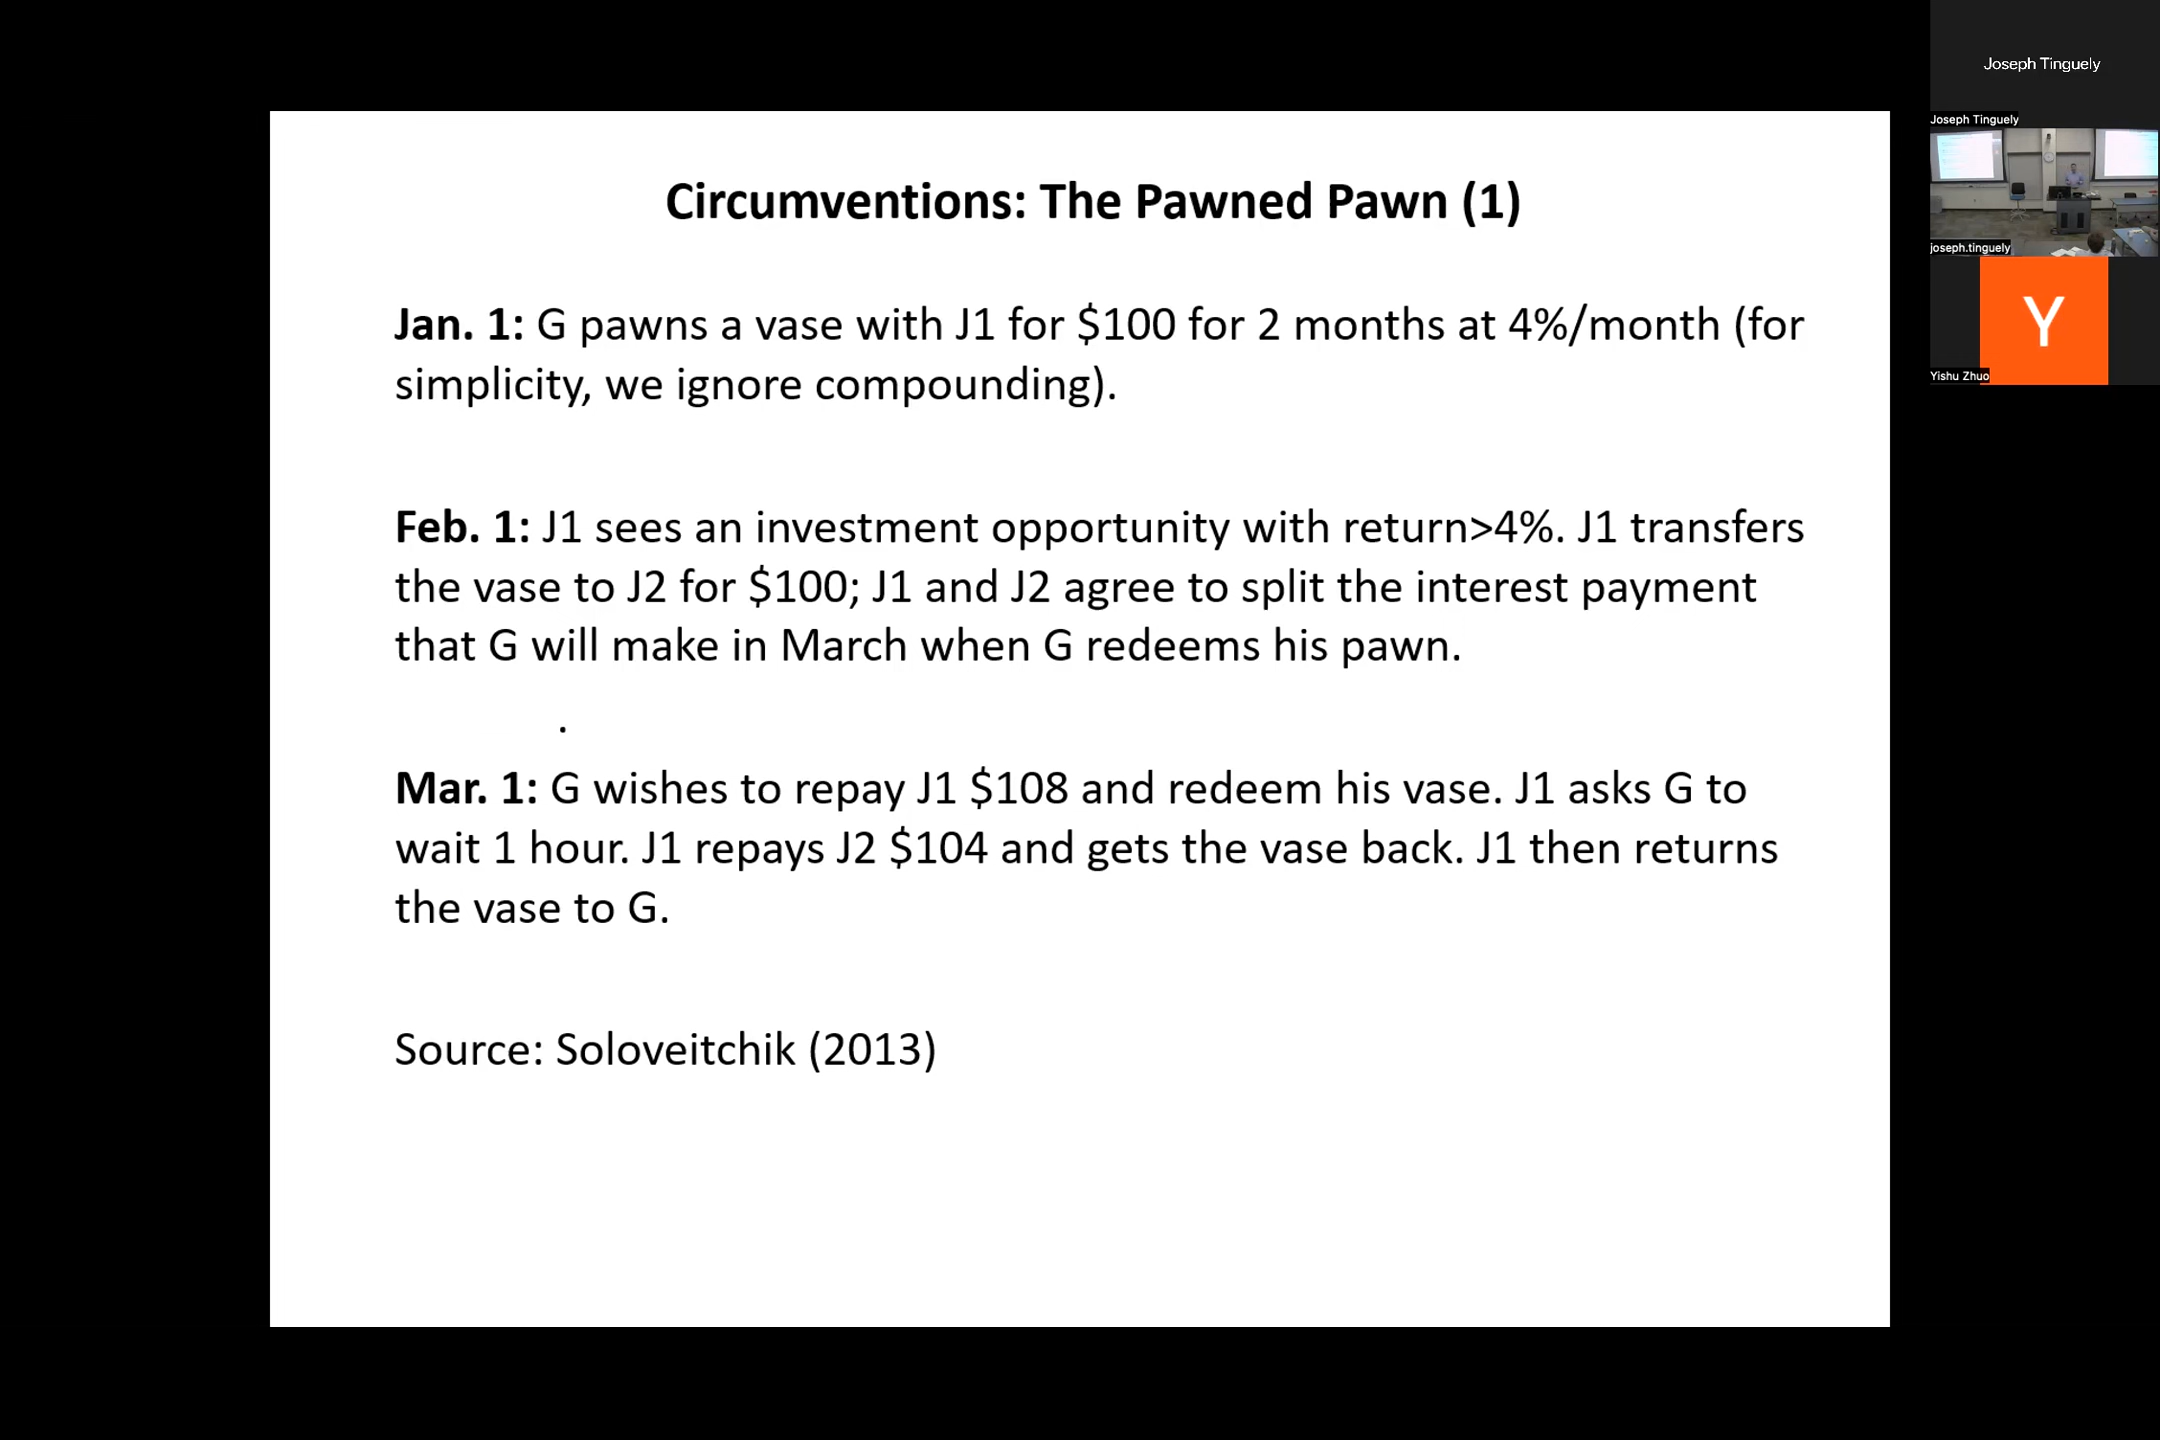 Circumventions: The Pawned Pawn (1)
Jan. 1: G pawns a vase with J1 for $100 for 2 months at 4%/month (for
simplicity, we ignore compounding).
Feb. 1: J1 sees an investment opportunity with return>4%. J1 transfers
the vase to J2 for $100; J1 and J2 agree to split the interest payment
that G will make in March when G redeems his pawn.
.
Mar. 1: G wishes to repay J1 $108 and redeem his vase. J1 asks G to
wait 1 hour. J1 repays J2 $104 and gets the vase back. J1 then returns
the vase to G.
Source: Soloveitchik (2013)
Joseph Tinguely
Joseph Tinguely
joseph.tinguely
Y
Yishu Zhuo